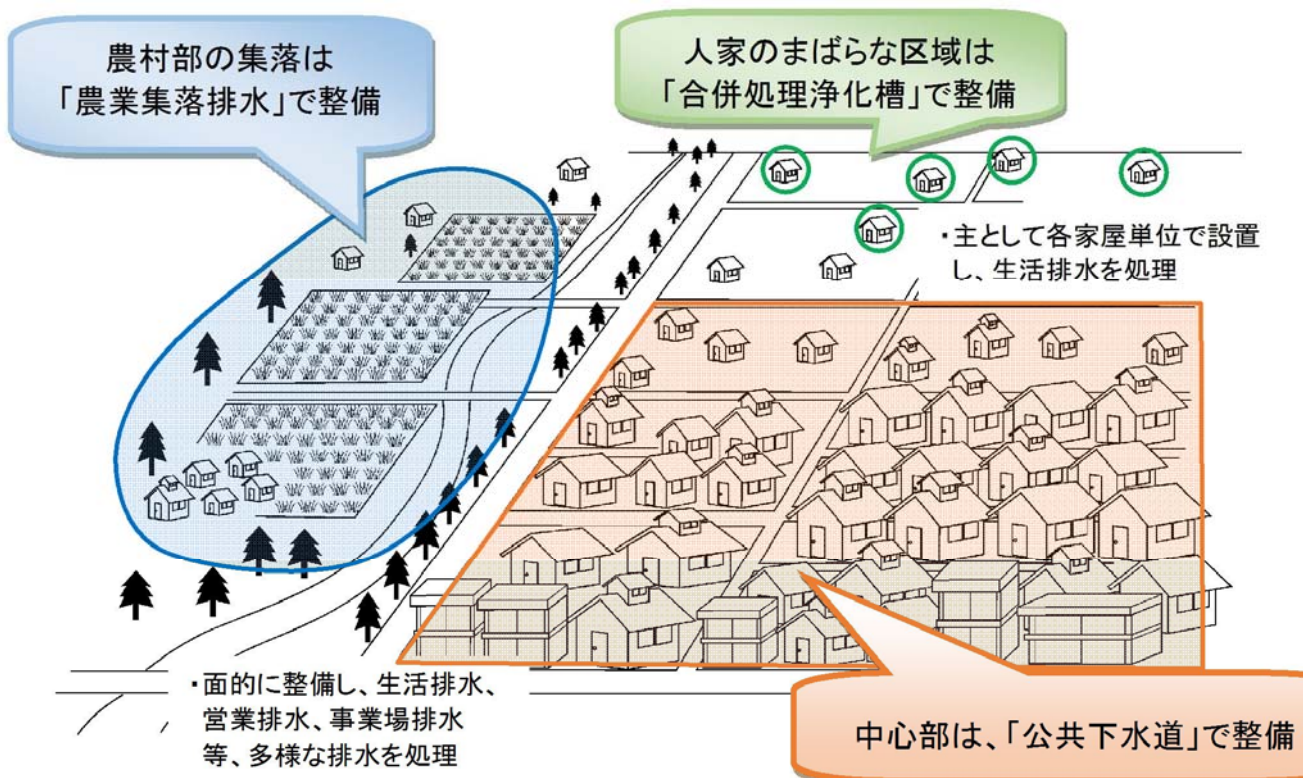 農村部の集落は
「農業集落排水」で整備
人家のまばらな区域は
「合併処理浄化槽」で整備
・主として各家屋単位で設置
し、生活排水を処理
・面的に整備し、生活排水、
営業排水、事業場排水
等、多様な排水を処理
中心部は、「公共下水道」で整備